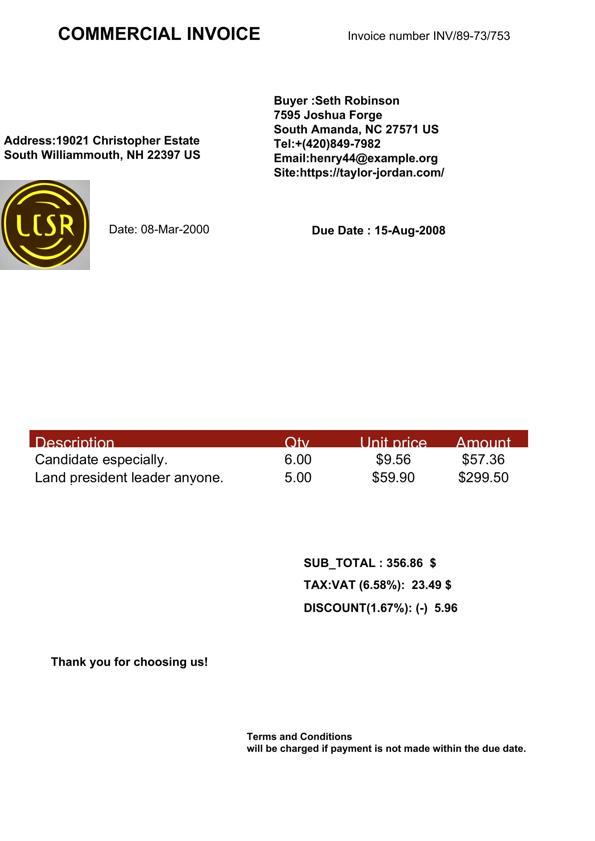 COMMERCIAL INVOICE
Invoice number INV/89-73/753
Buyer :Seth Robinson
7595 Joshua Forge
South Amanda, NC 27571 US
Tel:+(420)849-7982
Email:henry44@example.org
Site:https://taylor-jordan.com/
Address:19021 Christopher Estate
South Williammouth, NH 22397 US
LCSR
Date: 08-Mar-2000
Due Date : 15-Aug-2008
Description Qty Unit price Amount
Candidate especially. 6.00 $9.56 $57.36
Land president leader anyone. 5.00 $59.90 $299.50
SUB_TOTAL : 356.86 $
TAX:VAT (6.58%): 23.49 $
DISCOUNT(1.67%): (-) 5.96
Thank you for choosing us!
Terms and Conditions
will be charged if payment is not made within the due date.